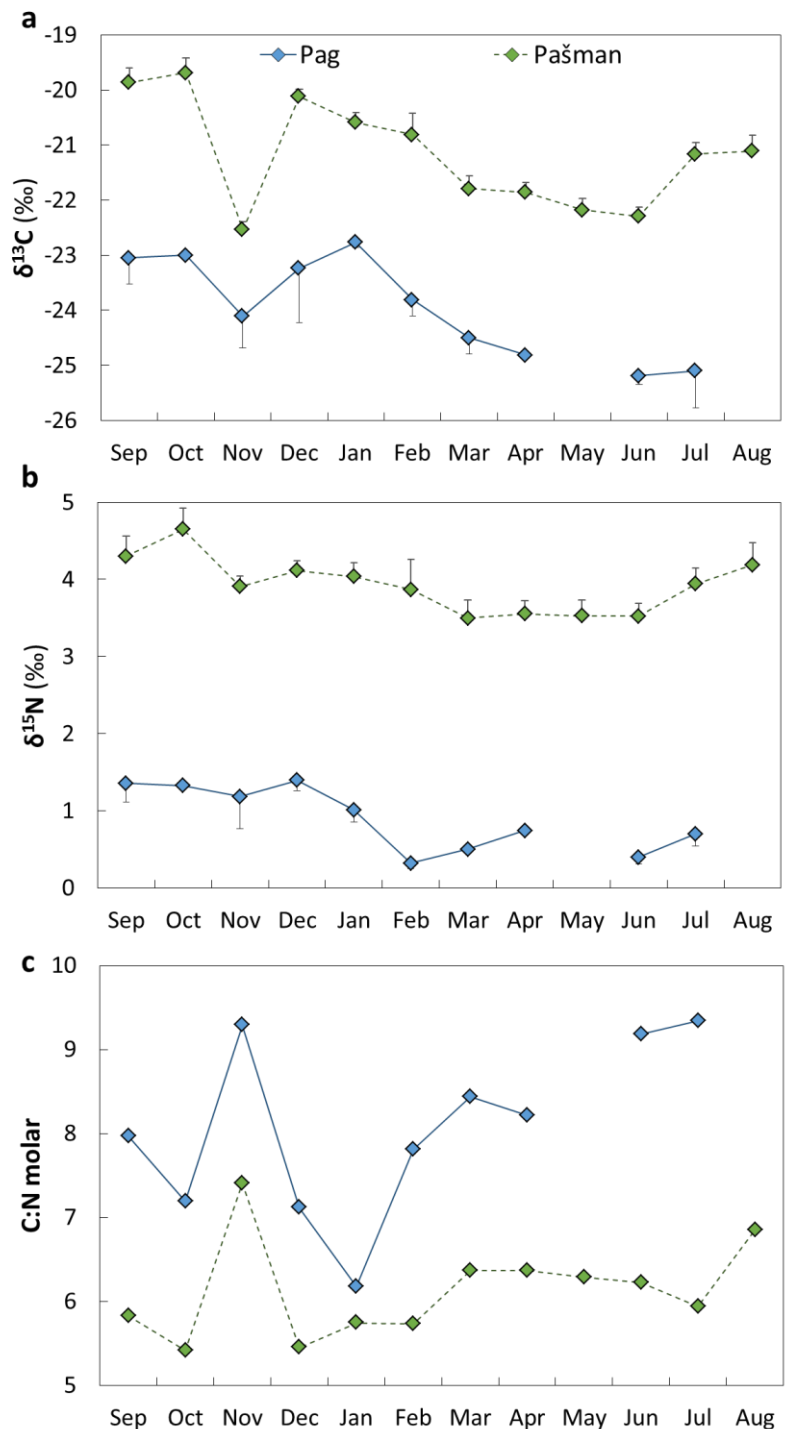 a
Pag Pašman
-19
-20
-21
-22
-23
-24
-25
-26
δ¹³C (‰)
Sep Oct Nov Dec Jan Feb Mar Apr May Jun Jul Aug
b
5
4
3
2
1
0
δ¹⁵N (‰)
Sep Oct Nov Dec Jan Feb Mar Apr May Jun Jul Aug
c
10
9
8
7
6
5
C:N molar
Sep Oct Nov Dec Jan Feb Mar Apr May Jun Jul Aug